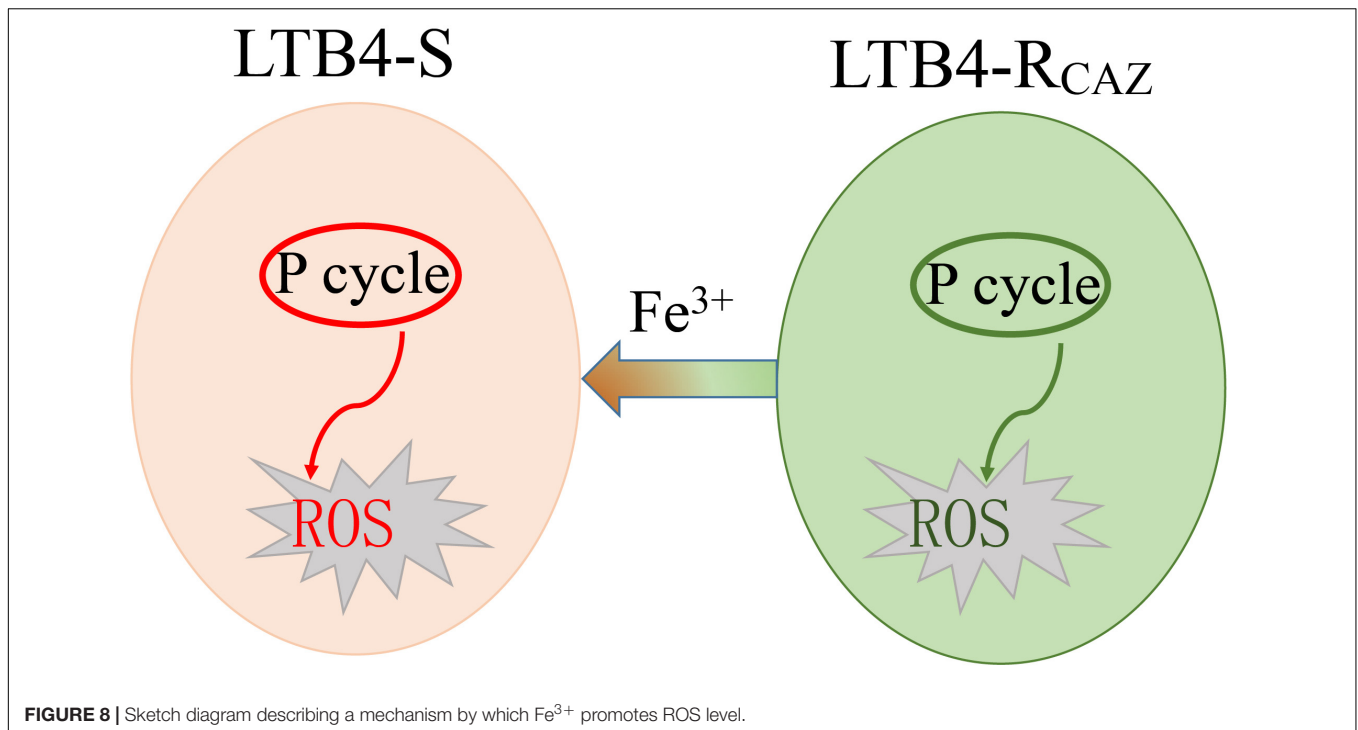 LTB4-S
LTB4-R_CAZ
P cycle
Fe³⁺
P cycle
ROS
ROS
FIGURE 8 | Sketch diagram describing a mechanism by which Fe³⁺ promotes ROS level.